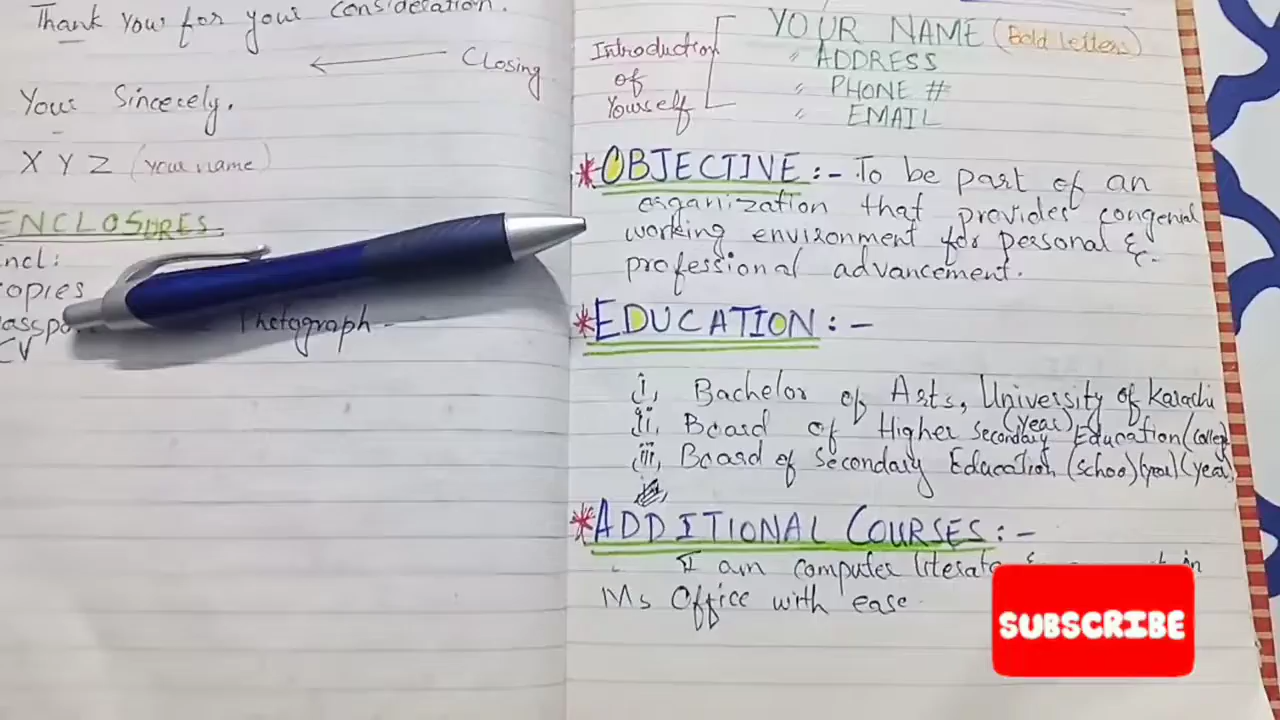 Thank You for your consideration.
Closing
Your Sincerely,
X Y Z (your name)
ENCLOSURES
Incl:
Copies
Photograph
CV
Introduction
of
Yourself
YOUR NAME (Bold letters)
" ADDRESS
" PHONE #
" EMAIL
*OBJECTIVE:- To be part of an
organization that provides congenial
working environment for personal &
professional advancement.
*EDUCATION:-
i, Bachelor of Arts, University of Karachi
(year)
ii, Board of Higher Secondary Education (college)
iii, Board of Secondary Education (school) (year) (year)
*ADDITIONAL COURSES:-
I am computer literate in
Ms Office with ease.
SUBSCRIBE